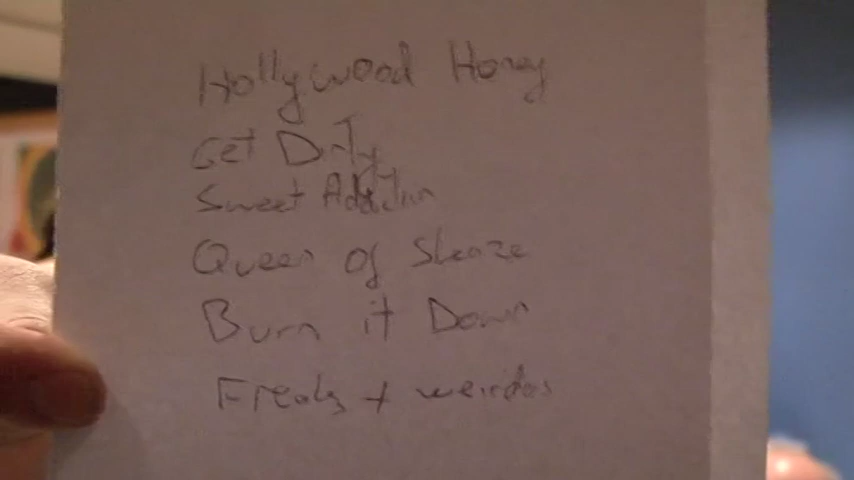 Hollywood Honey
Get Dirty
Sweet Addiction
Queen of Sleaze
Burn it Down
Freaks + weirdos